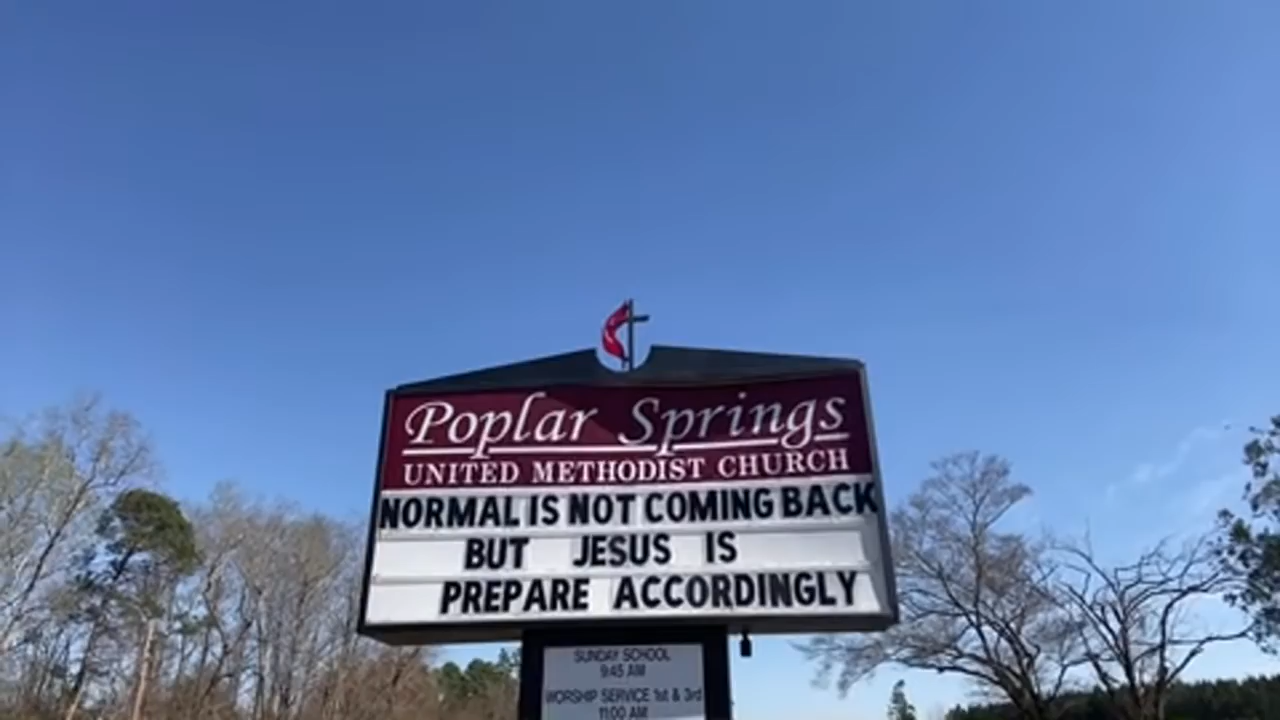 Poplar Springs
UNITED METHODIST CHURCH
NORMAL IS NOT COMING BACK
BUT JESUS IS
PREPARE ACCORDINGLY
SUNDAY SCHOOL
9:45 AM
WORSHIP SERVICE 1st & 3rd
11:00 AM